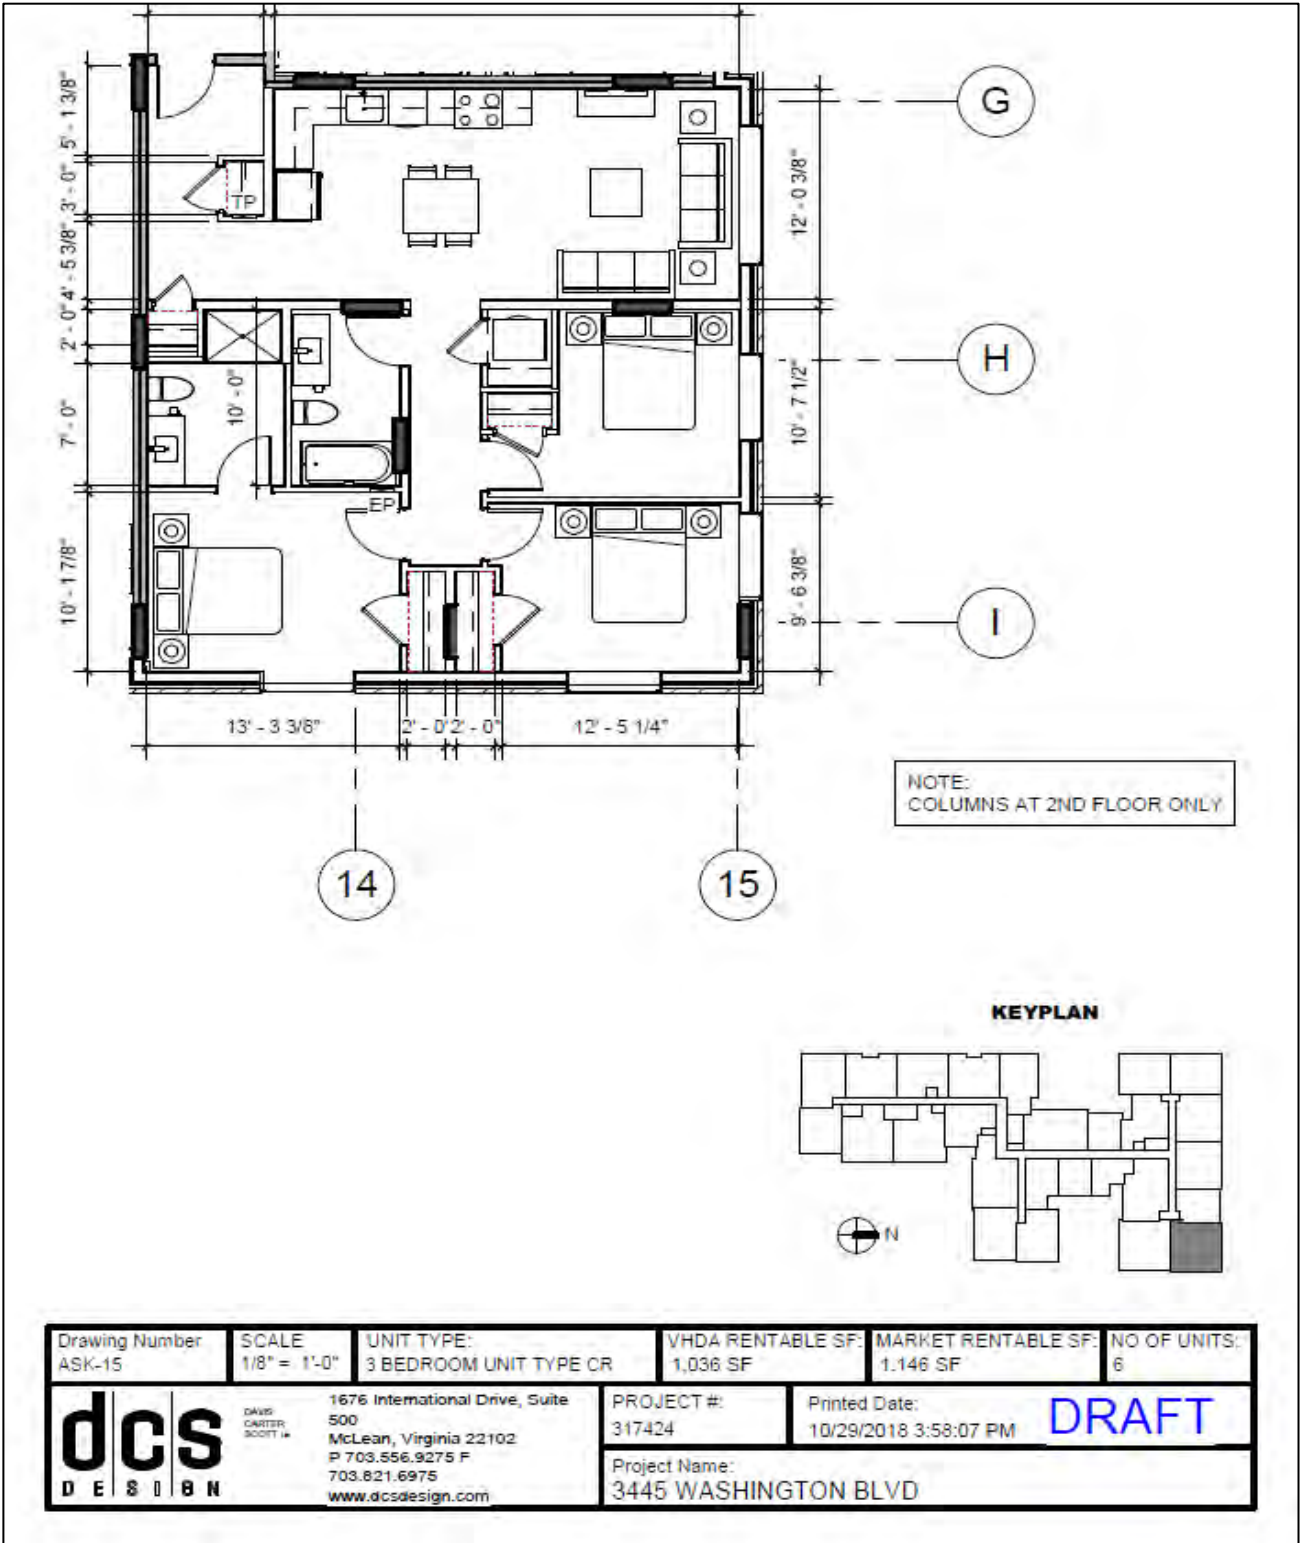 5' - 1 3/8"
3' - 0"
4' - 5 3/8"
2' - 0"
7' - 0"
10' - 1 7/8"
TP
10' - 0"
EP
12' - 0 3/8"
10' - 7 1/2"
9' - 6 3/8"
G
H
I
13' - 3 3/8"
2' - 0"
2' - 0"
12' - 5 1/4"
14
15
NOTE:
COLUMNS AT 2ND FLOOR ONLY
KEYPLAN
N
Drawing Number
ASK-15
SCALE
1/8" = 1'-0"
UNIT TYPE:
3 BEDROOM UNIT TYPE CR
VHDA RENTABLE SF:
1,036 SF
MARKET RENTABLE SF:
1.146 SF
NO OF UNITS:
6
dcs
DESIGN
DAVIS
CARTER
SCOTT
1676 International Drive, Suite
500
McLean, Virginia 22102
P 703.556.9275 F
703.821.6975
www.dcsdesign.com
PROJECT #:
317424
Printed Date:
10/29/2018 3:58:07 PM
DRAFT
Project Name:
3445 WASHINGTON BLVD